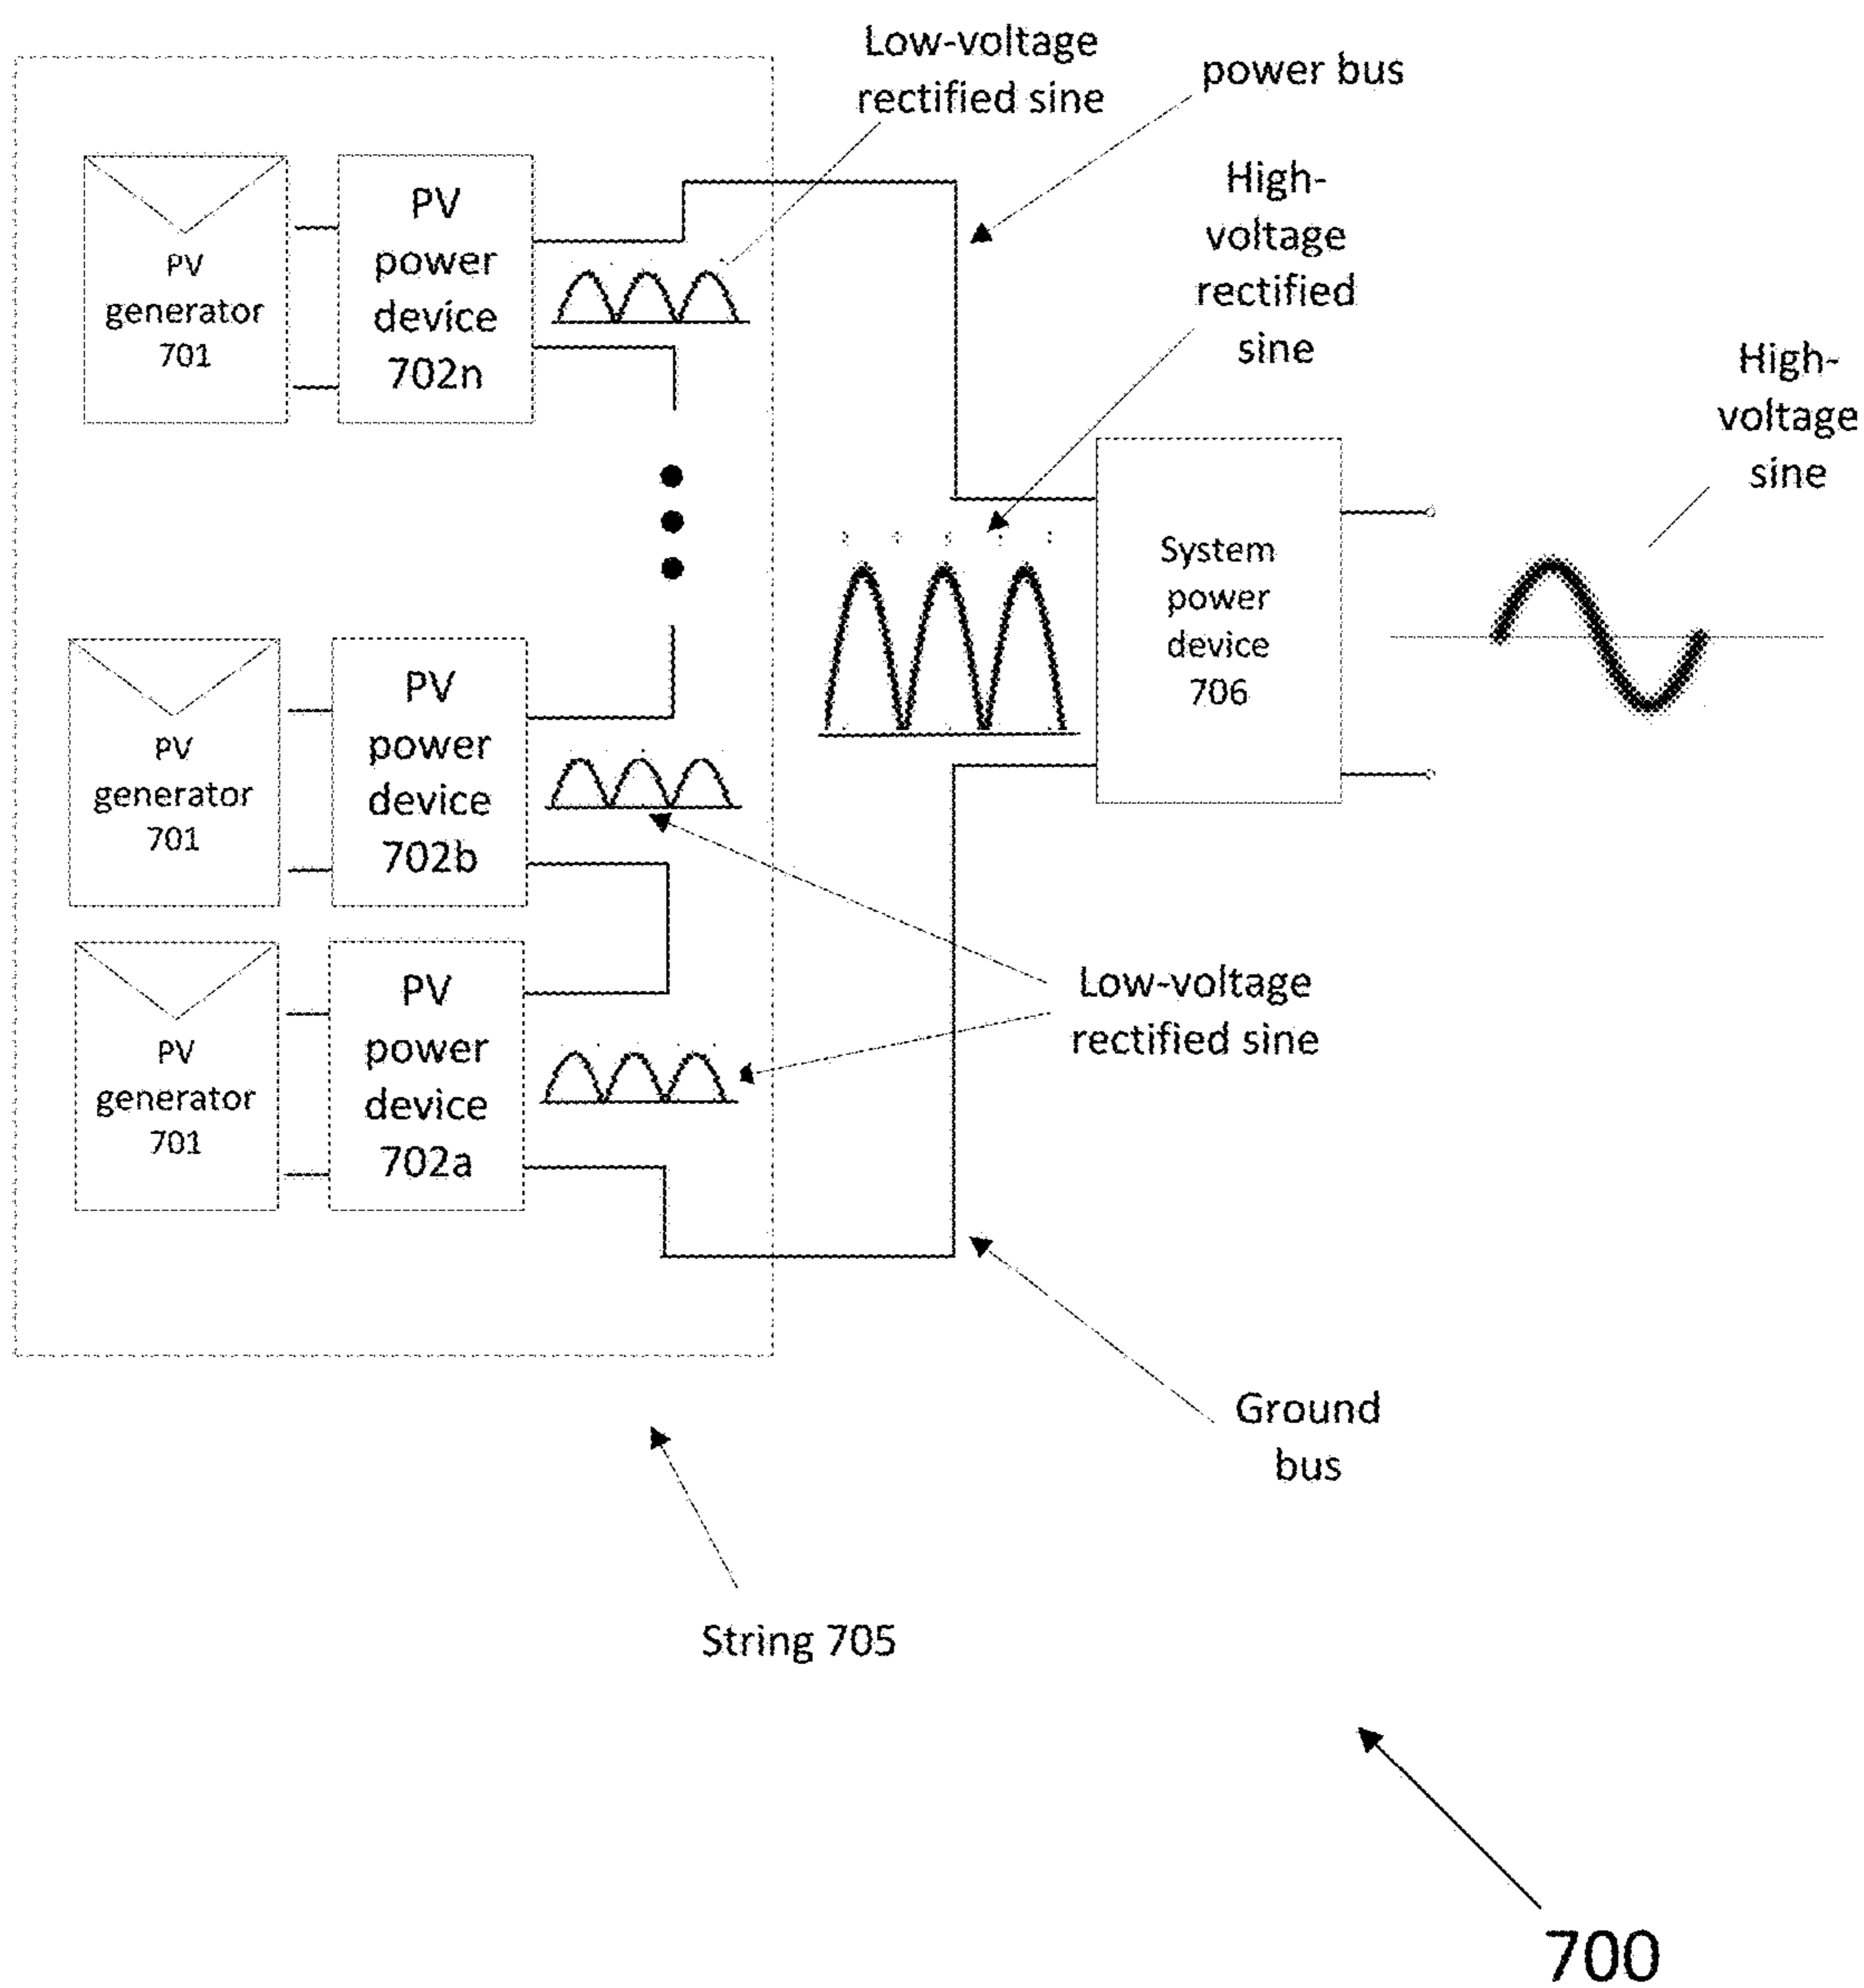 Low-voltage
rectified sine
power bus
High-
voltage
rectified
sine
High-
voltage
sine
PV
generator
701
PV
power
device
702n
System
power
device
706
PV
generator
701
PV
power
device
702b
PV
generator
701
PV
power
device
702a
Low-voltage
rectified sine
Ground
bus
String 705
700